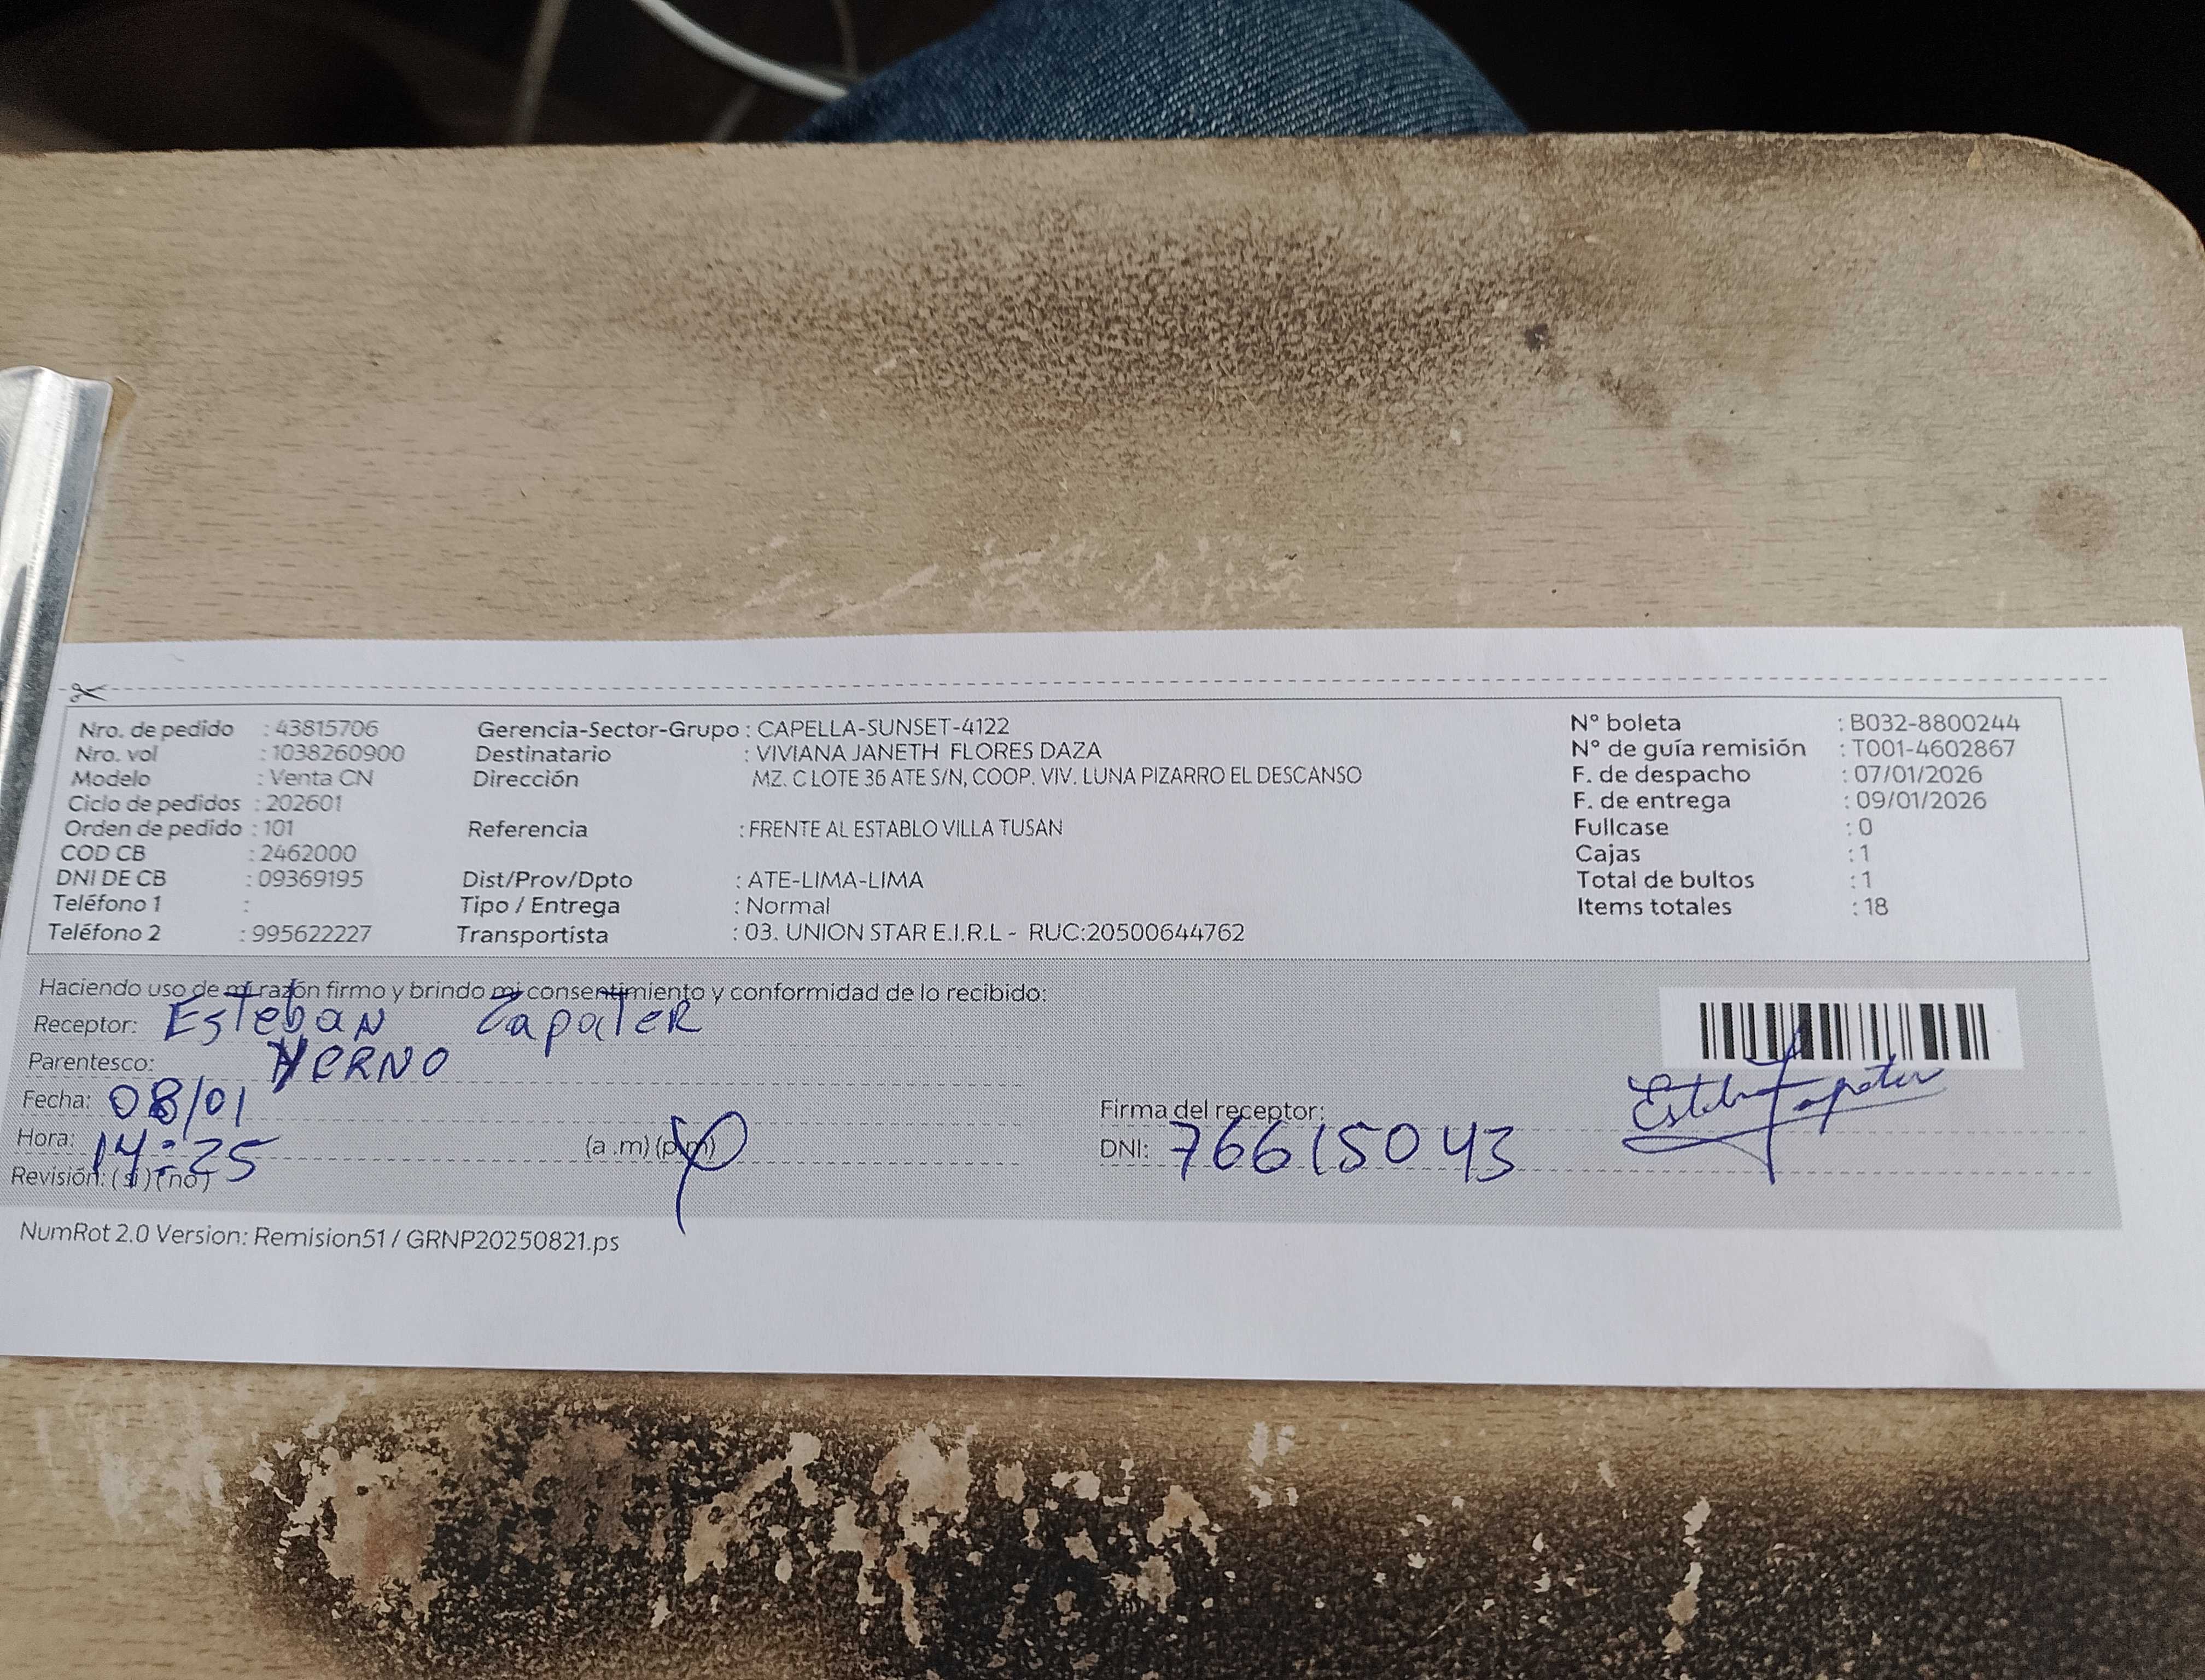 Nro. de pedido : 43815706 Gerencia-Sector-Grupo : CAPELLA-SUNSET-4122 N° boleta : B032-8800244
Nro. vol : 1038260900 Destinatario : VIVIANA JANETH FLORES DAZA N° de guía remisión : T001-4602867
Modelo : Venta CN Dirección MZ. C LOTE 36 ATE S/N, COOP. VIV. LUNA PIZARRO EL DESCANSO F. de despacho : 07/01/2026
Ciclo de pedidos : 202601 F. de entrega : 09/01/2026
Orden de pedido : 101 Referencia : FRENTE AL ESTABLO VILLA TUSAN Fullcase : 0
COD CB : 2462000 Cajas : 1
DNI DE CB : 09369195 Dist/Prov/Dpto : ATE-LIMA-LIMA Total de bultos : 1
Teléfono 1 : Tipo / Entrega : Normal Items totales : 18
Teléfono 2 : 995622227 Transportista : 03. UNION STAR E.I.R.L - RUC:20500644762
Haciendo uso de mi razón firmo y brindo mi consentimiento y conformidad de lo recibido:
Receptor: Esteban Zapater
Parentesco: YERNO
Fecha: 08/01
Firma del receptor: Esteban Zapater
Hora: 14:25 (a .m) (p.m)
DNI: 76615043
Revisión: ( si ) ( no )
NumRot 2.0 Version: Remision51 / GRNP20250821.ps